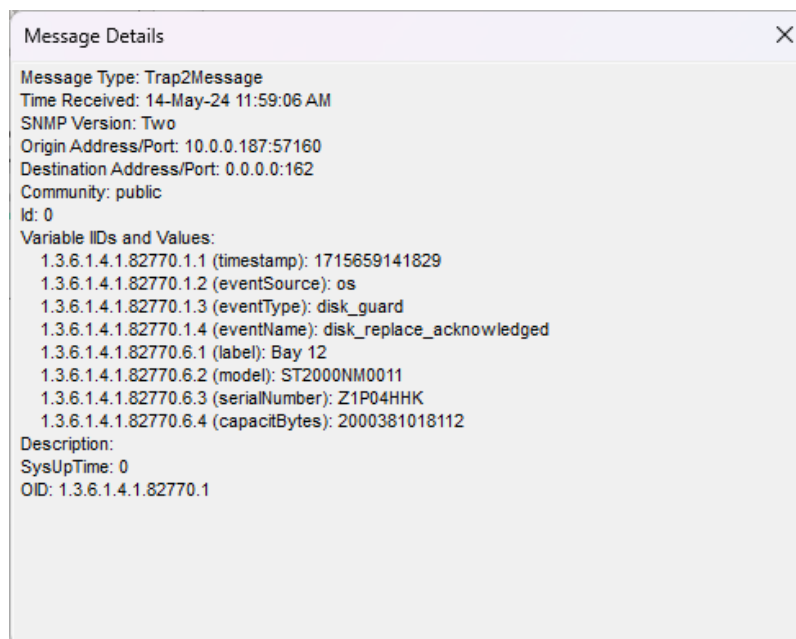 Message Details
Message Type: Trap2Message
Time Received: 14-May-24 11:59:06 AM
SNMP Version: Two
Origin Address/Port: 10.0.0.187:57160
Destination Address/Port: 0.0.0.0:162
Community: public
Id: 0
Variable IIDs and Values:
1.3.6.1.4.1.82770.1.1 (timestamp): 1715659141829
1.3.6.1.4.1.82770.1.2 (eventSource): os
1.3.6.1.4.1.82770.1.3 (eventType): disk_guard
1.3.6.1.4.1.82770.1.4 (eventName): disk_replace_acknowledged
1.3.6.1.4.1.82770.6.1 (label): Bay 12
1.3.6.1.4.1.82770.6.2 (model): ST2000NM0011
1.3.6.1.4.1.82770.6.3 (serialNumber): Z1P04HHK
1.3.6.1.4.1.82770.6.4 (capacitBytes): 2000381018112
Description:
SysUpTime: 0
OID: 1.3.6.1.4.1.82770.1